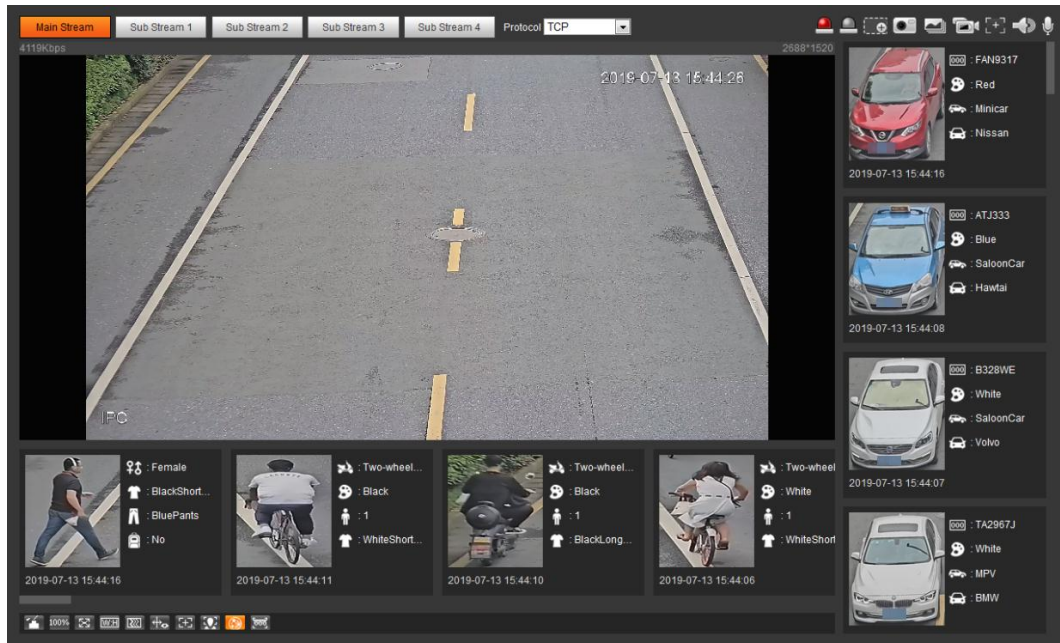 Main Stream
Sub Stream 1
Sub Stream 2
Sub Stream 3
Sub Stream 4
Protocol TCP
4119Kbps
2688*1520
2019-07-13 15:44:26
IPC
: FAN9317
: Red
: Minicar
: Nissan
2019-07-13 15:44:16
: ATJ333
: Blue
: SaloonCar
: Hawtai
2019-07-13 15:44:08
: B328WE
: White
: SaloonCar
: Volvo
2019-07-13 15:44:07
: TA2967J
: White
: MPV
: BMW
: Female
: BlackShort...
: BluePants
: No
2019-07-13 15:44:16
: Two-wheel...
: Black
: 1
: WhiteShort...
2019-07-13 15:44:11
: Two-wheel...
: Black
: 1
: BlackLong...
2019-07-13 15:44:10
: Two-wheel
: White
: 1
: WhiteShort
2019-07-13 15:44:06
100%
W:H